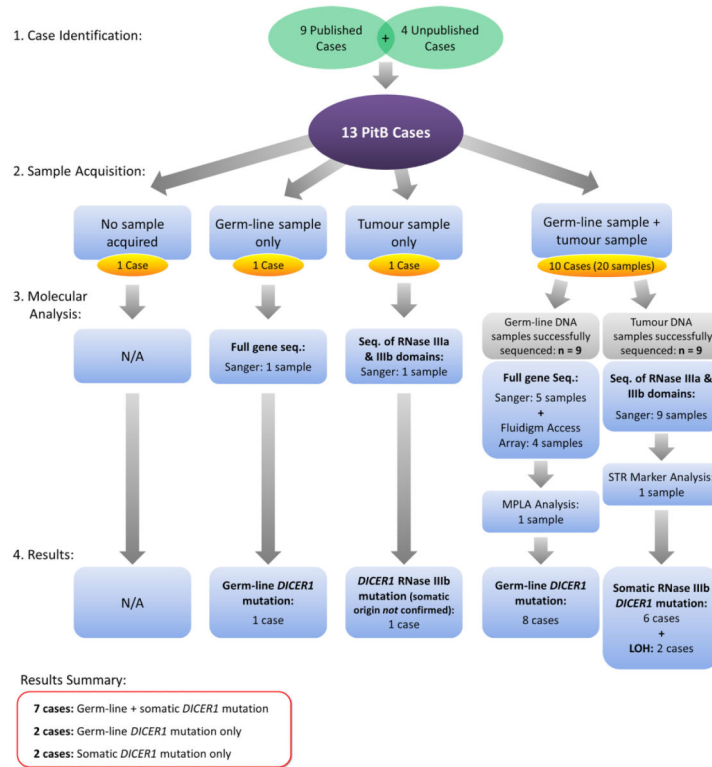 1. Case Identification:
9 Published
Cases
+
4 Unpublished
Cases
13 PitB Cases
2. Sample Acquisition:
No sample
acquired
1 Case
Germ-line sample
only
1 Case
Tumour sample
only
1 Case
Germ-line sample +
tumour sample
10 Cases (20 samples)
3. Molecular
Analysis:
N/A
Full gene seq.:
Sanger: 1 sample
Seq. of RNase IIIa
& IIIb domains:
Sanger: 1 sample
Germ-line DNA
samples successfully
sequenced: n = 9
Full gene Seq.:
Sanger: 5 samples
+
Fluidigm Access
Array: 4 samples
MPLA Analysis:
1 sample
Tumour DNA
samples successfully
sequenced: n = 9
Seq. of RNase IIIa &
IIIb domains:
Sanger: 9 samples
STR Marker Analysis:
1 sample
4. Results:
N/A
Germ-line DICER1
mutation:
1 case
DICER1 RNase IIIb
mutation (somatic
origin not confirmed):
1 case
Germ-line DICER1
mutation:
8 cases
Somatic RNase IIIb
DICER1 mutation:
6 cases
+
LOH: 2 cases
Results Summary:
7 cases: Germ-line + somatic DICER1 mutation
2 cases: Germ-line DICER1 mutation only
2 cases: Somatic DICER1 mutation only